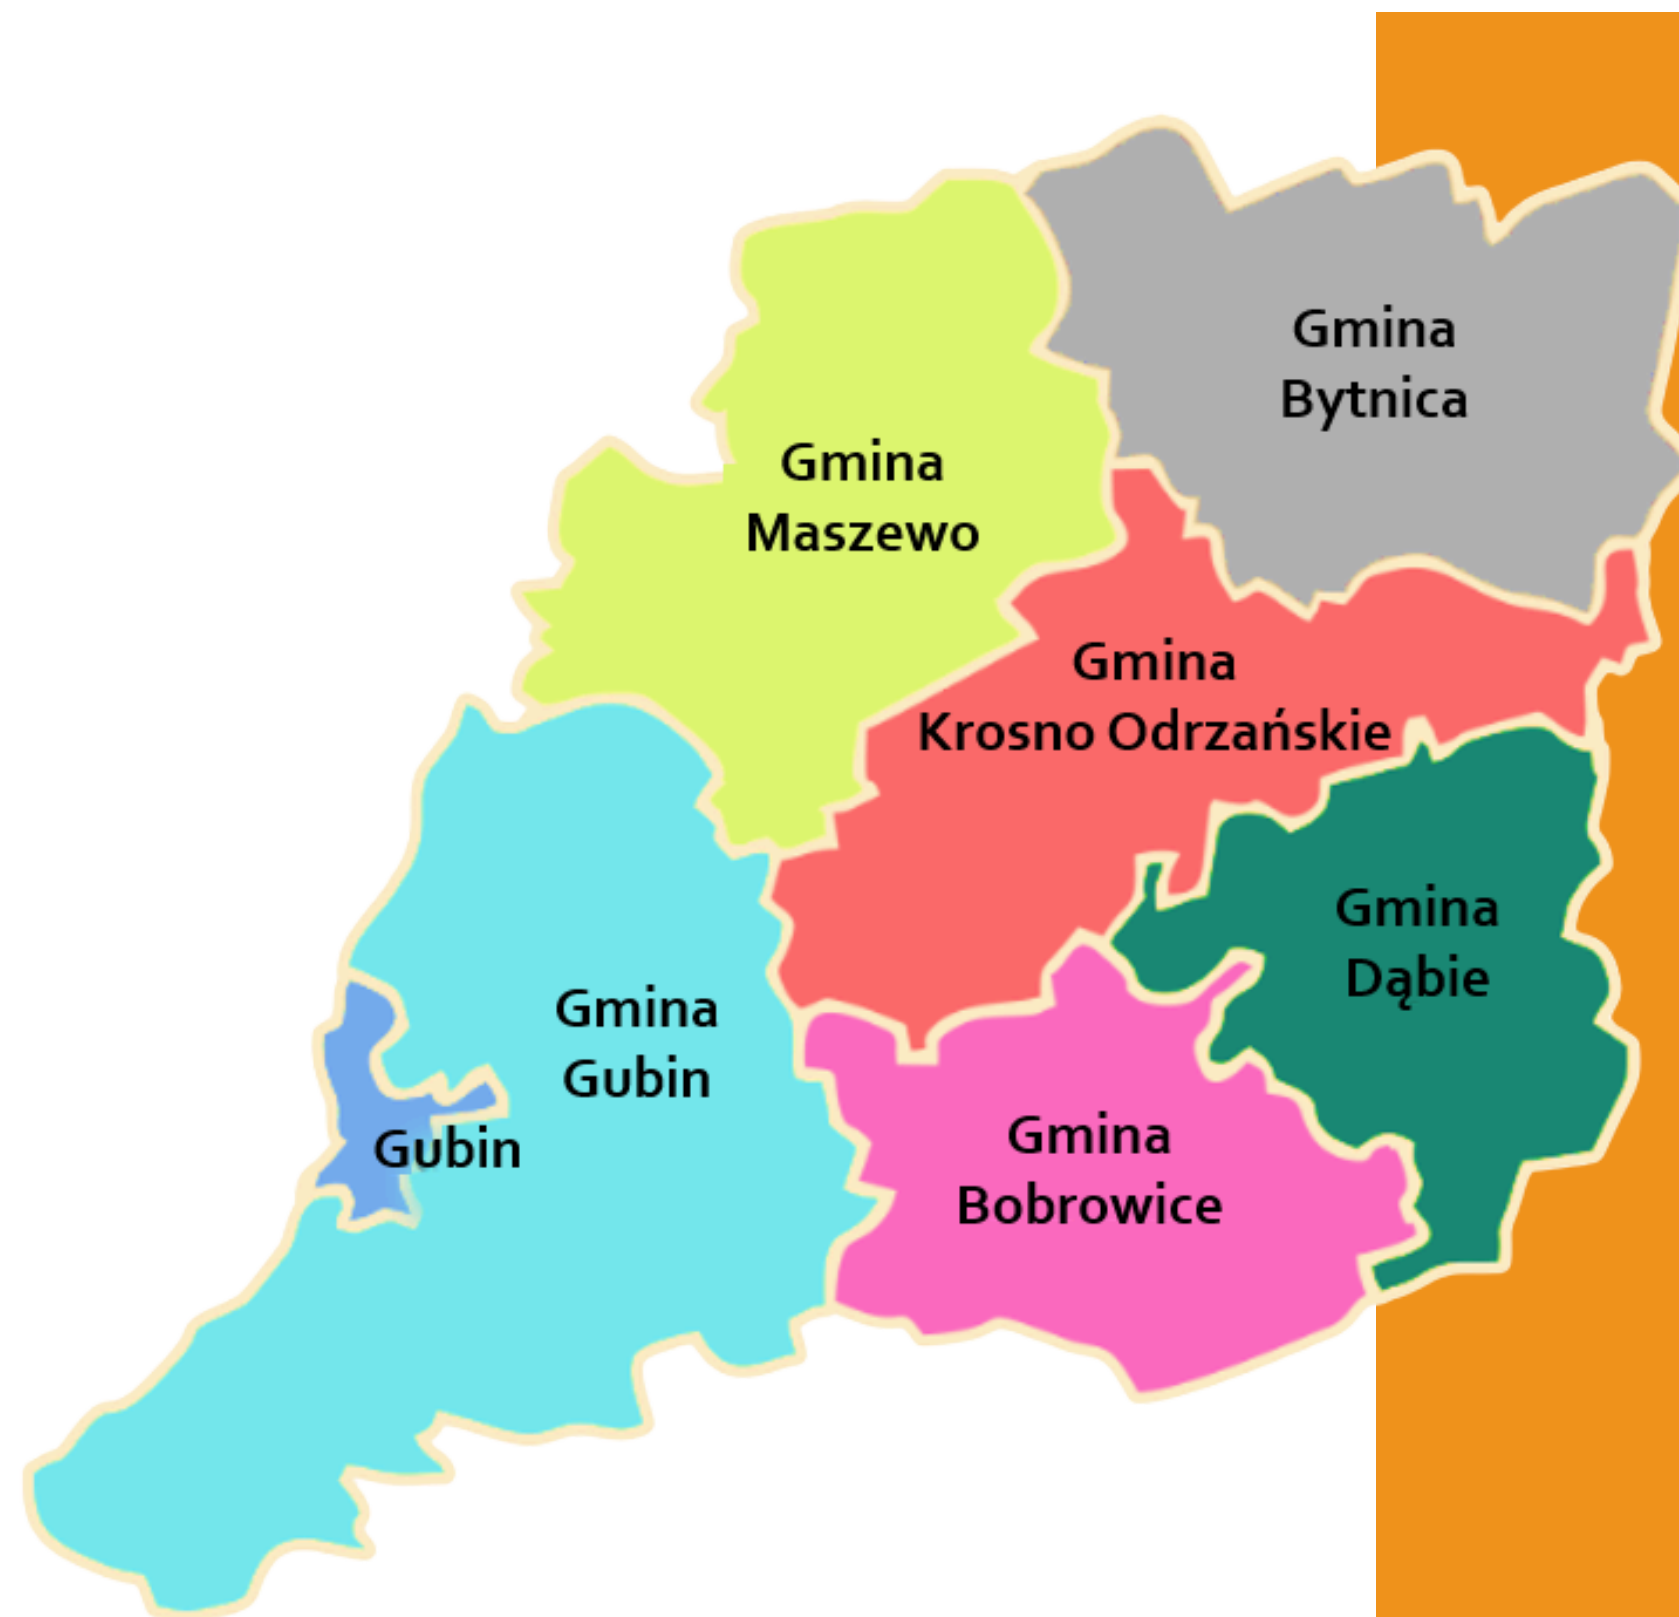 Gmina
Bytnica
Gmina
Maszewo
Gmina
Krosno Odrzańskie
Gmina
Dąbie
Gmina
Gubin
Gubin
Gmina
Bobrowice